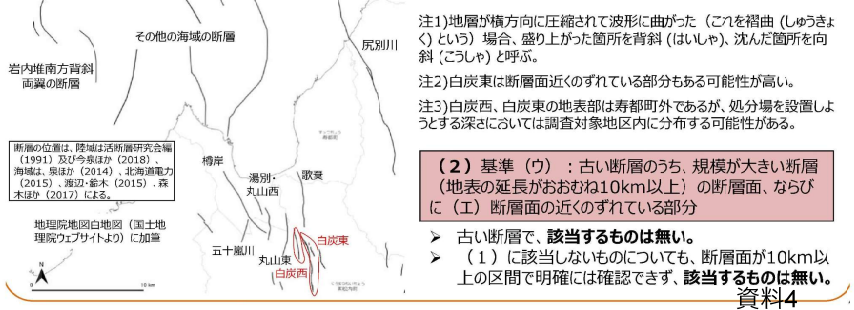 その他の海域の断層
尻別川
岩内堆南方背斜
両翼の断層
断層の位置は、陸域は活断層研究会編
（1991）及び今泉ほか（2018）、
海域は、泉ほか（2014）、北海道電力
（2015）、渡辺・鈴木（2015）、森
木ほか（2017）による。
樽岸
湯別・
丸山西
歌棄
地理院地図白地図（国土地
理院ウェブサイトより）に加筆
五十嵐川
丸山東
白炭東
白炭西
N
0
10 km
注1）地層が横方向に圧縮されて波形に曲がった（これを褶曲（しゅうきょ
く）という）場合、盛り上がった箇所を背斜（はいしゃ）、沈んだ箇所を向
斜（こうしゃ）と呼ぶ。
注2）白炭東は断層面近くのずれている部分もある可能性が高い。
注3）白炭西、白炭東の地表部は寿都町外であるが、処分場を設置しよ
うとする深さにおいては調査対象地区内に分布する可能性がある。
（2）基準（ウ）：古い断層のうち、規模が大きい断層
（地表の延長がおおむね10km以上）の断層面、ならび
に（エ）断層面の近くのずれている部分
➢ 古い断層で、該当するものは無い。
➢ （1）に該当しないものについても、断層面が10km以
上の区間で明確には確認できず、該当するものは無い。
資料4